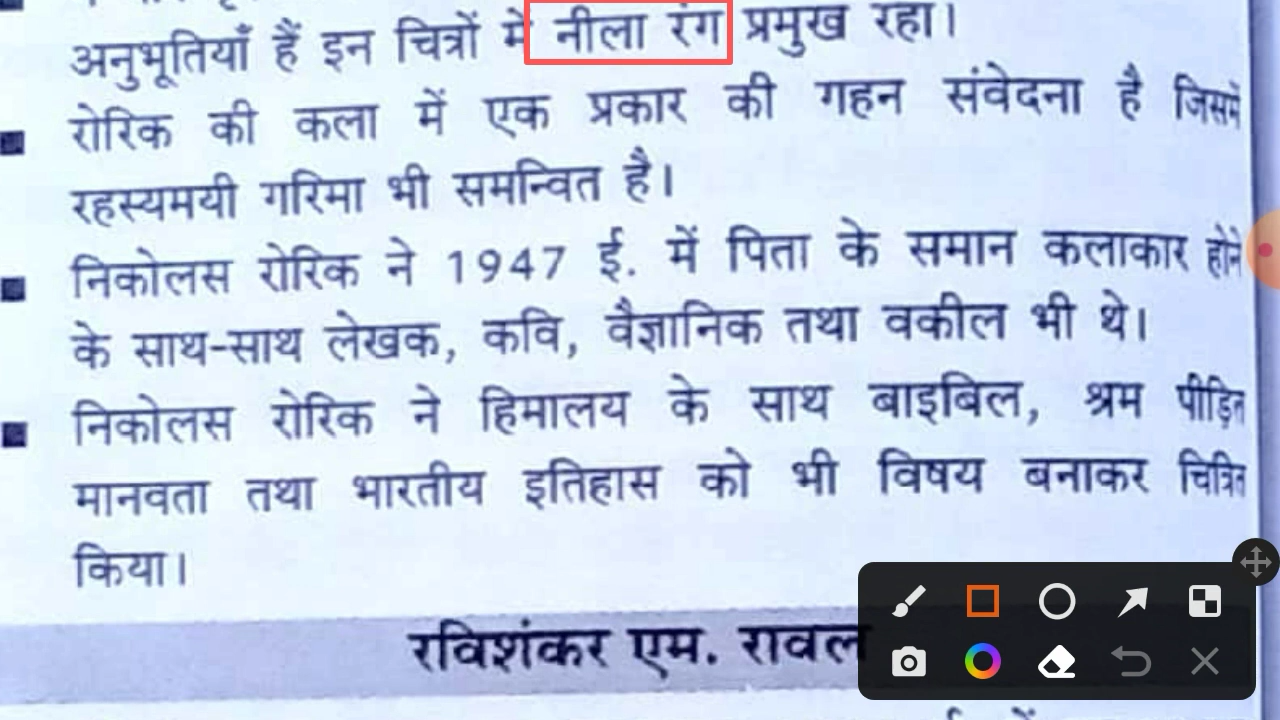 अनुभूतियाँ हैं इन चित्रों में नीला रंग प्रमुख रहा।
रोरिक की कला में एक प्रकार की गहन संवेदना है जिसमें
रहस्यमयी गरिमा भी समन्वित है।
निकोलस रोरिक ने 1947 ई. में पिता के समान कलाकार होने
के साथ-साथ लेखक, कवि, वैज्ञानिक तथा वकील भी थे।
निकोलस रोरिक ने हिमालय के साथ बाइबिल, श्रम पीड़ित
मानवता तथा भारतीय इतिहास को भी विषय बनाकर चित्रित
किया।
रविशंकर एम. रावल